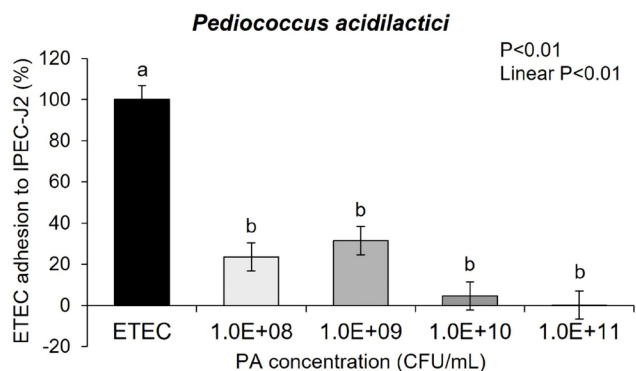 Pediococcus acidilactici
P<0.01
Linear P<0.01
ETEC adhesion to IPEC-J2 (%)
120
100
80
60
40
20
0
-20
a
b
b
b
b
ETEC
1.0E+08
1.0E+09
1.0E+10
1.0E+11
PA concentration (CFU/mL)